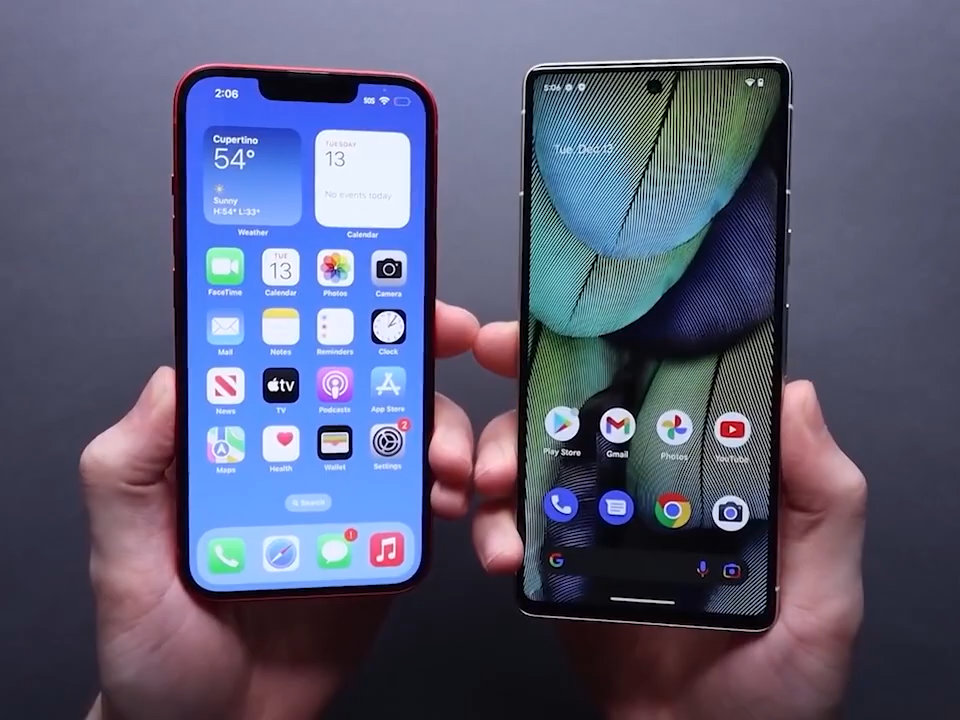 2:06
SOS
Cupertino
54°
Sunny
H:54° L:33°
Weather
TUESDAY
13
No events today
Calendar
FaceTime
TUE
13
Calendar
Photos
Camera
Mail
Notes
Reminders
Clock
News
tv
TV
Podcasts
App Store
Maps
Health
Wallet
2
Settings
Search
1
5:06
Tue, Dec 13
Play Store
Gmail
Photos
YouTube
G